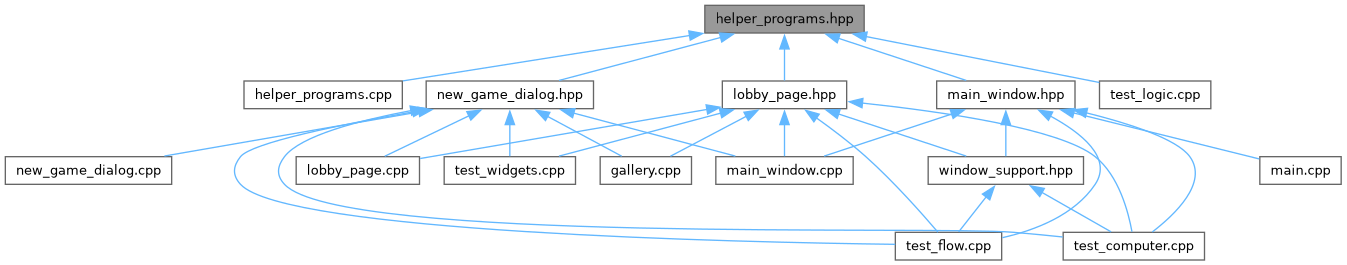 helper_programs.hpp
helper_programs.cpp
new_game_dialog.hpp
lobby_page.hpp
main_window.hpp
test_logic.cpp
new_game_dialog.cpp
lobby_page.cpp
test_widgets.cpp
gallery.cpp
main_window.cpp
window_support.hpp
main.cpp
test_flow.cpp
test_computer.cpp